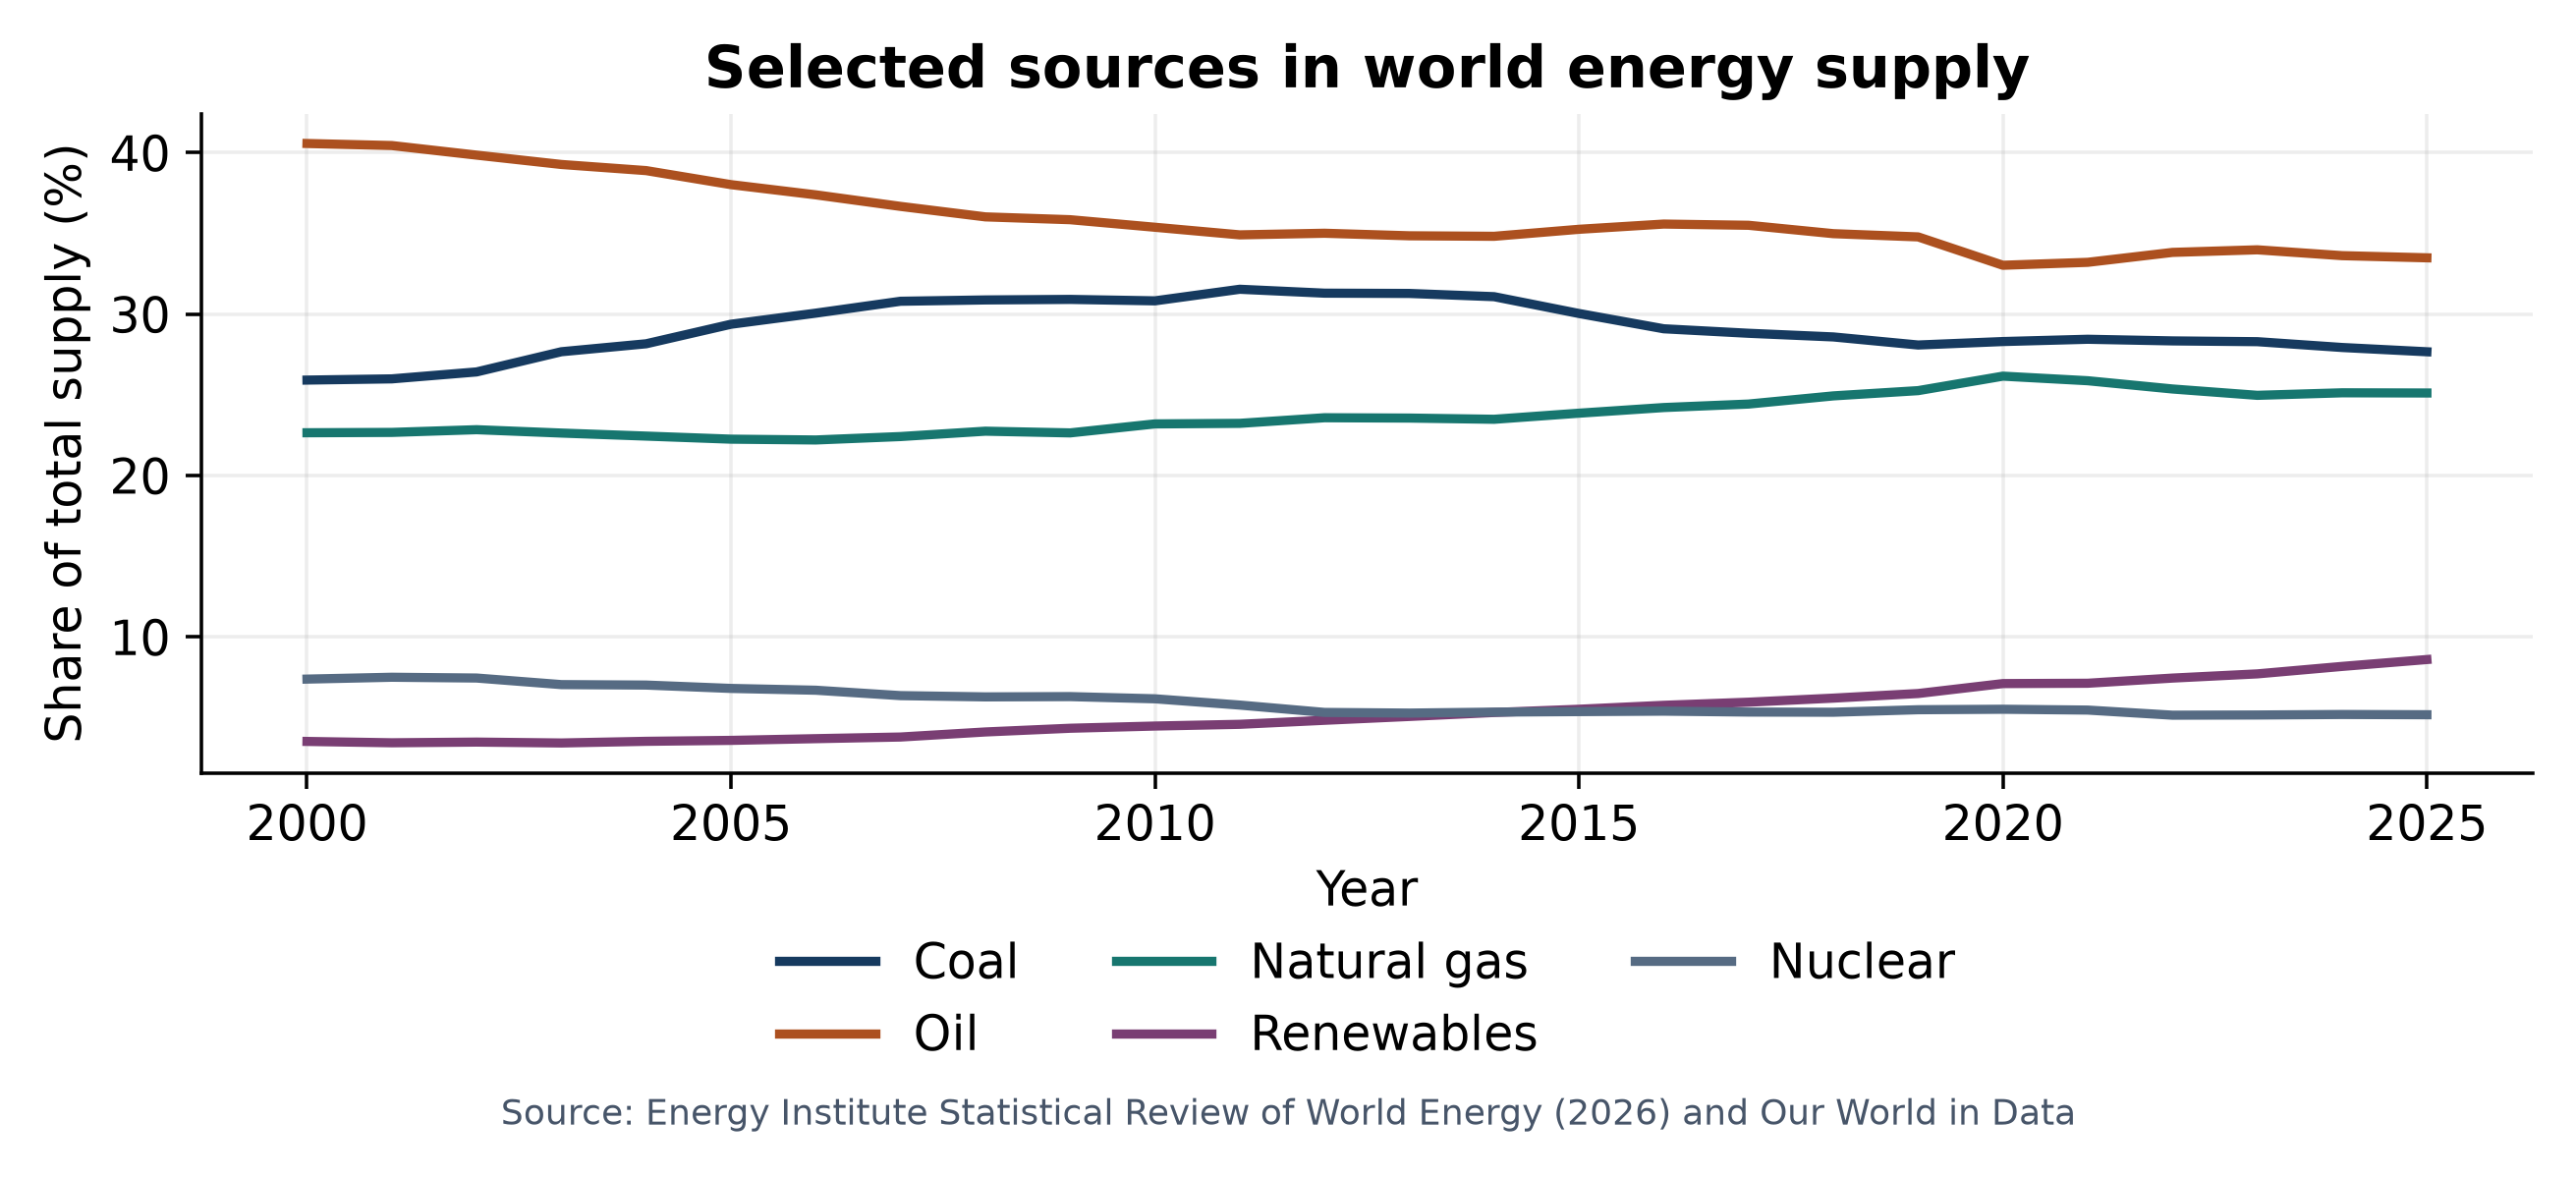 Selected sources in world energy supply
Share of total supply (%)
40
30
20
10
2000 2005 2010 2015 2020 2025
Year
Coal Natural gas Nuclear
Oil Renewables
Source: Energy Institute Statistical Review of World Energy (2026) and Our World in Data